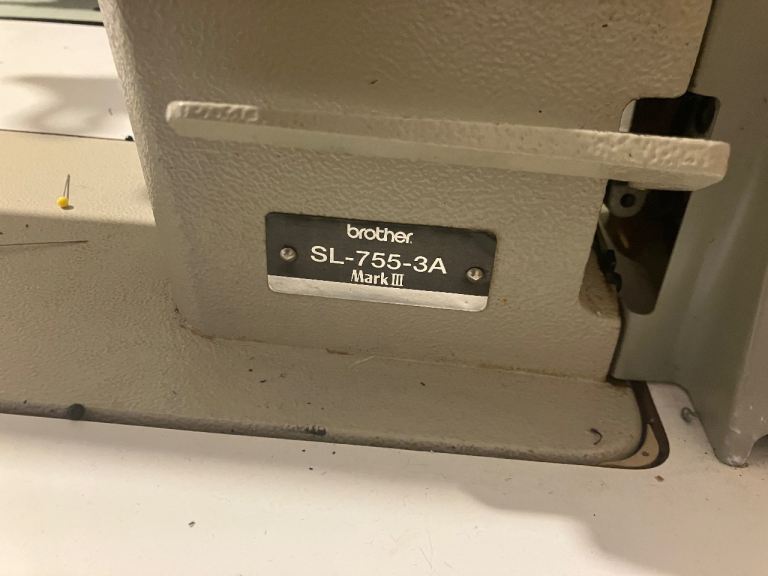 brother
SL-755-3A
Mark III